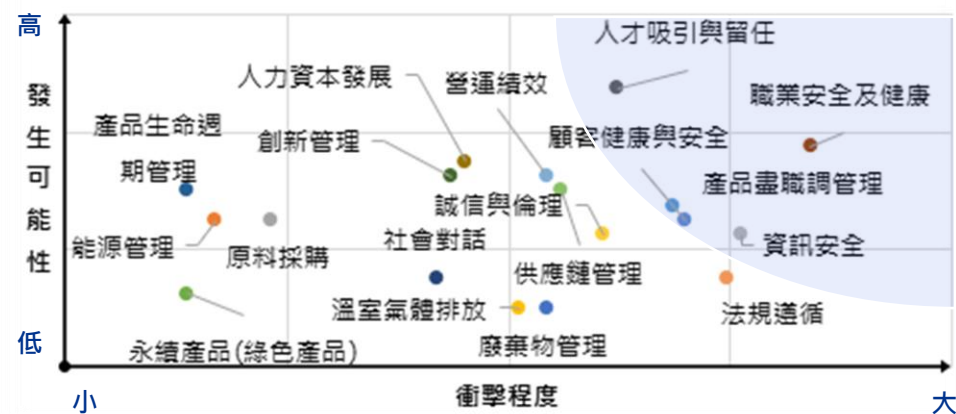 高
人才吸引與留任
人力資本發展
營運績效
職業安全及健康
發生可能性
產品生命週
期管理
創新管理
顧客健康與安全
產品盡職調管理
誠信與倫理
能源管理
原料採購
社會對話
資訊安全
供應鏈管理
溫室氣體排放
法規遵循
低
永續產品(綠色產品)
廢棄物管理
小
衝擊程度
大